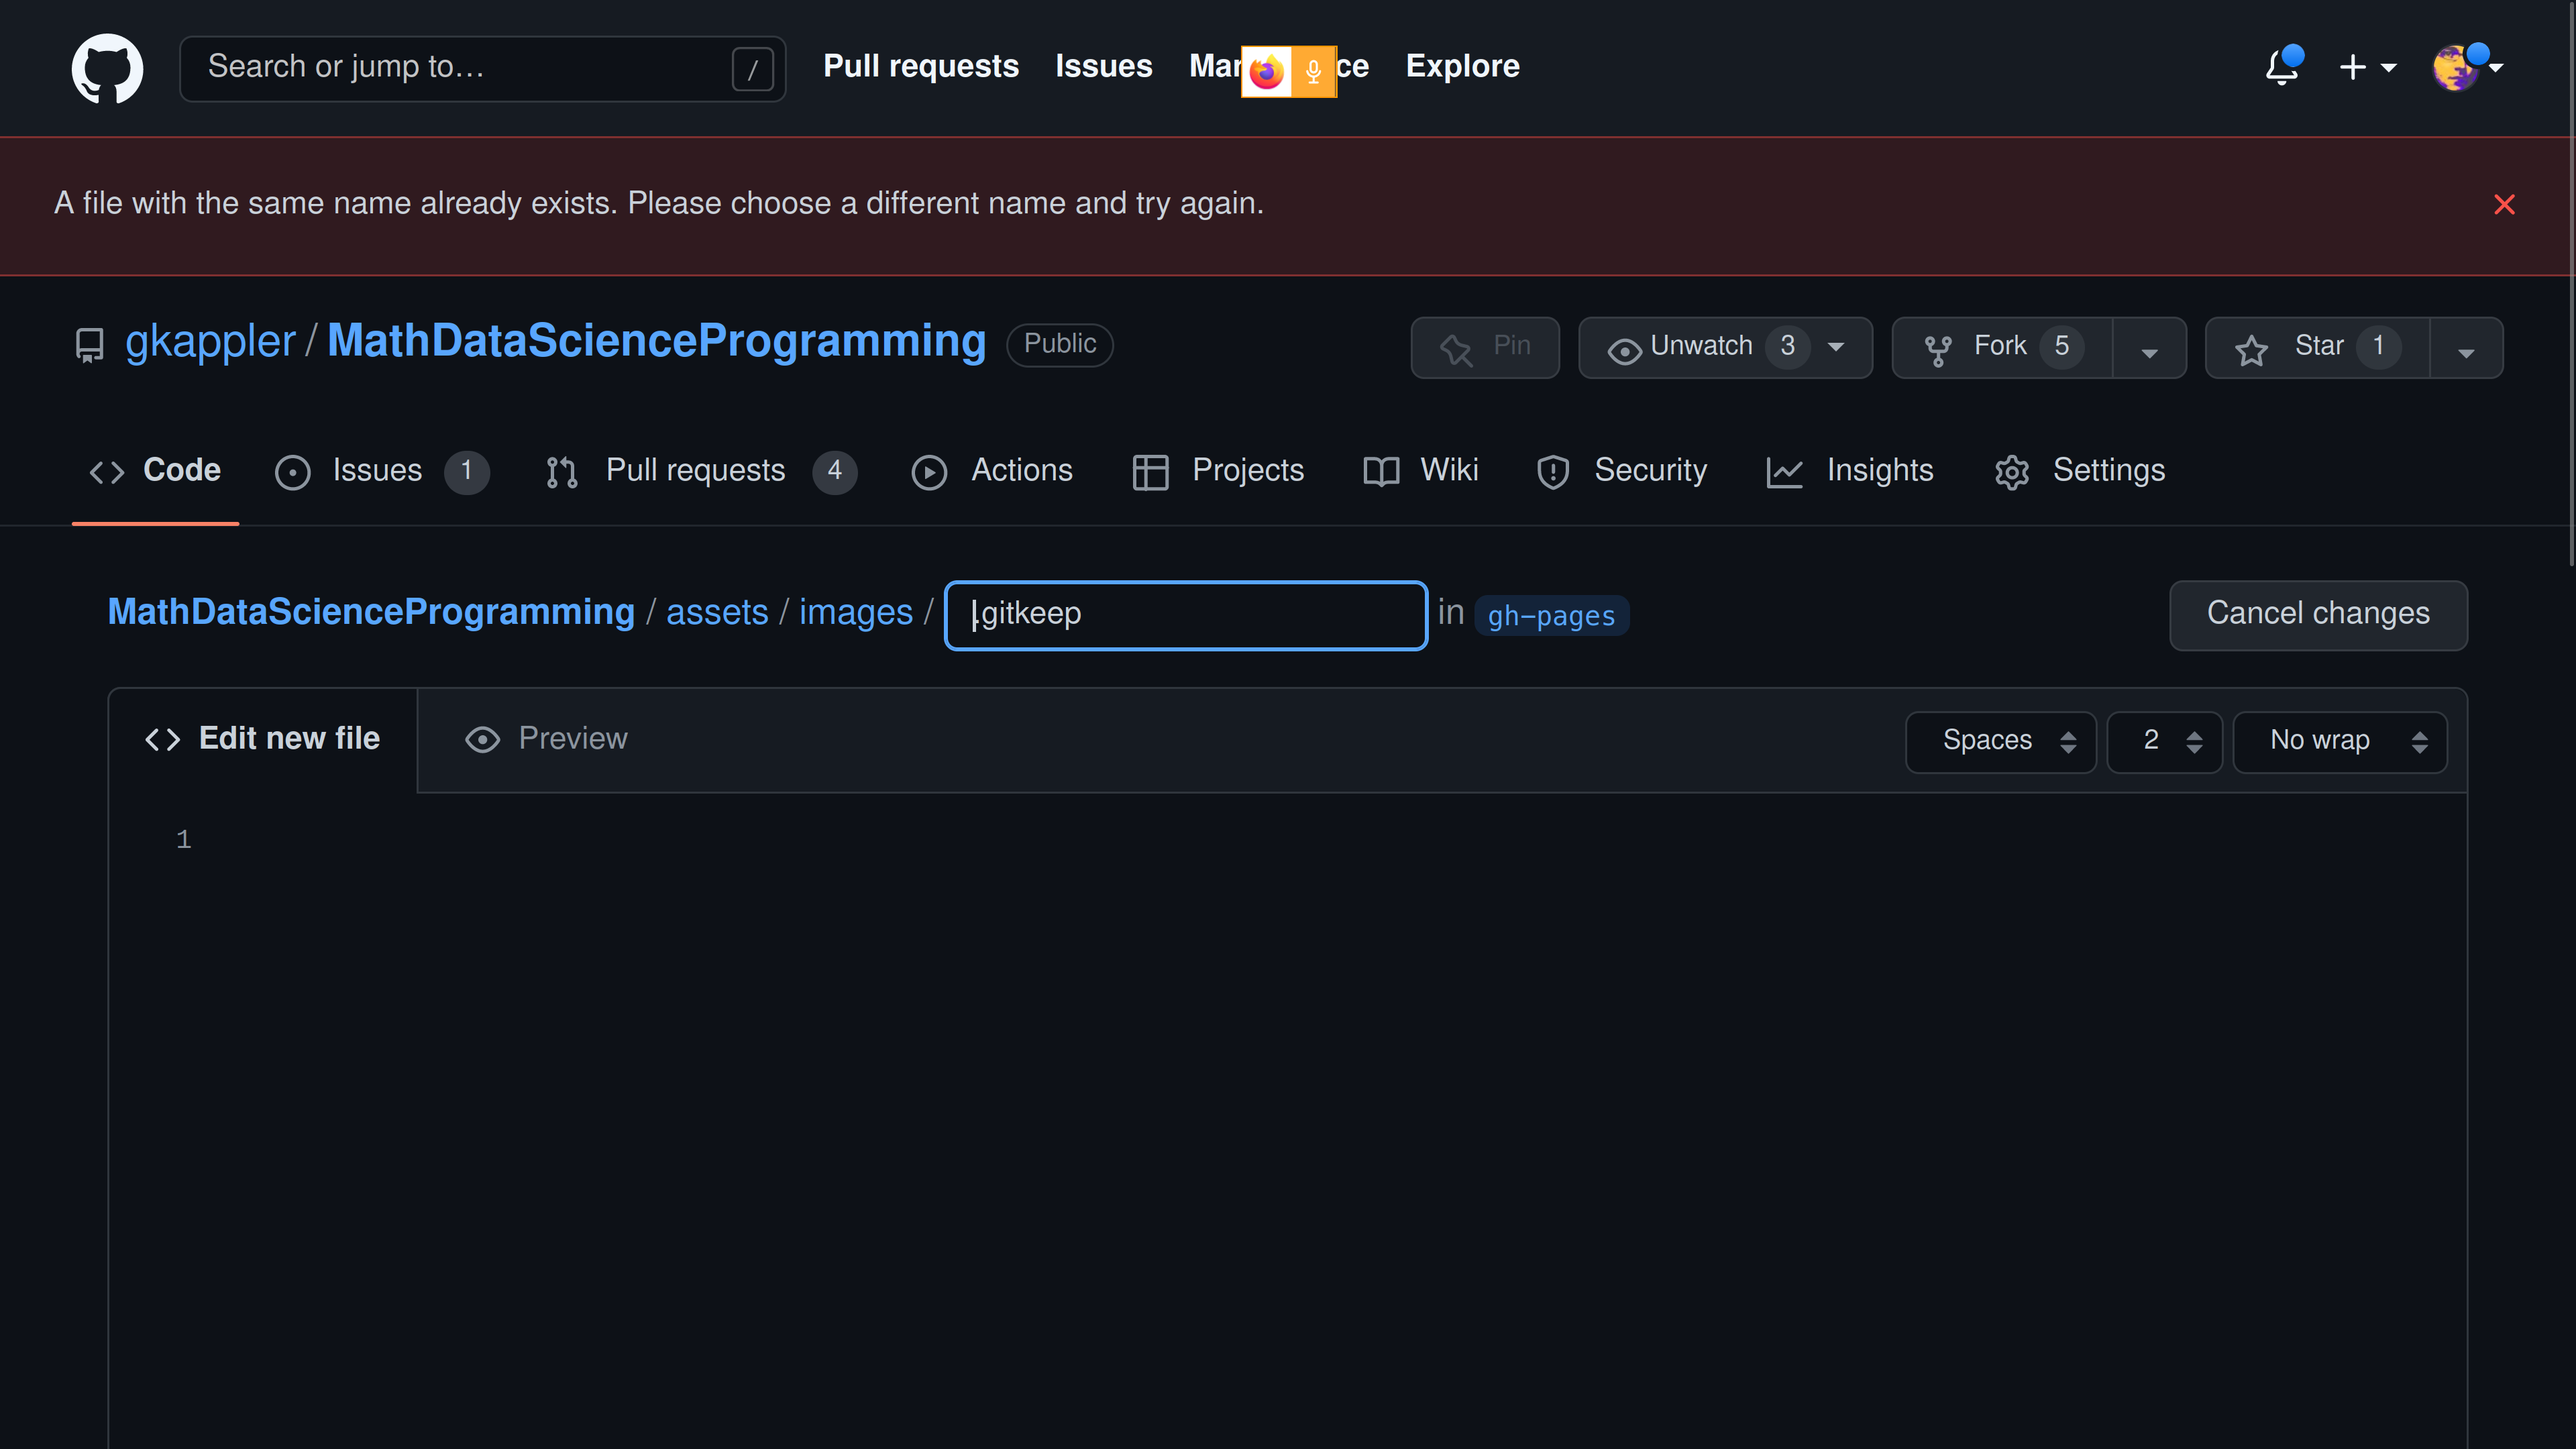 Search or jump to… / Pull requests Issues Mar ce Explore
A file with the same name already exists. Please choose a different name and try again.
gkappler / MathDataScienceProgramming Public Pin Unwatch 3 Fork 5 Star 1
Code Issues 1 Pull requests 4 Actions Projects Wiki Security Insights Settings
MathDataScienceProgramming / assets / images / .gitkeep in gh-pages Cancel changes
Edit new file Preview Spaces 2 No wrap
1